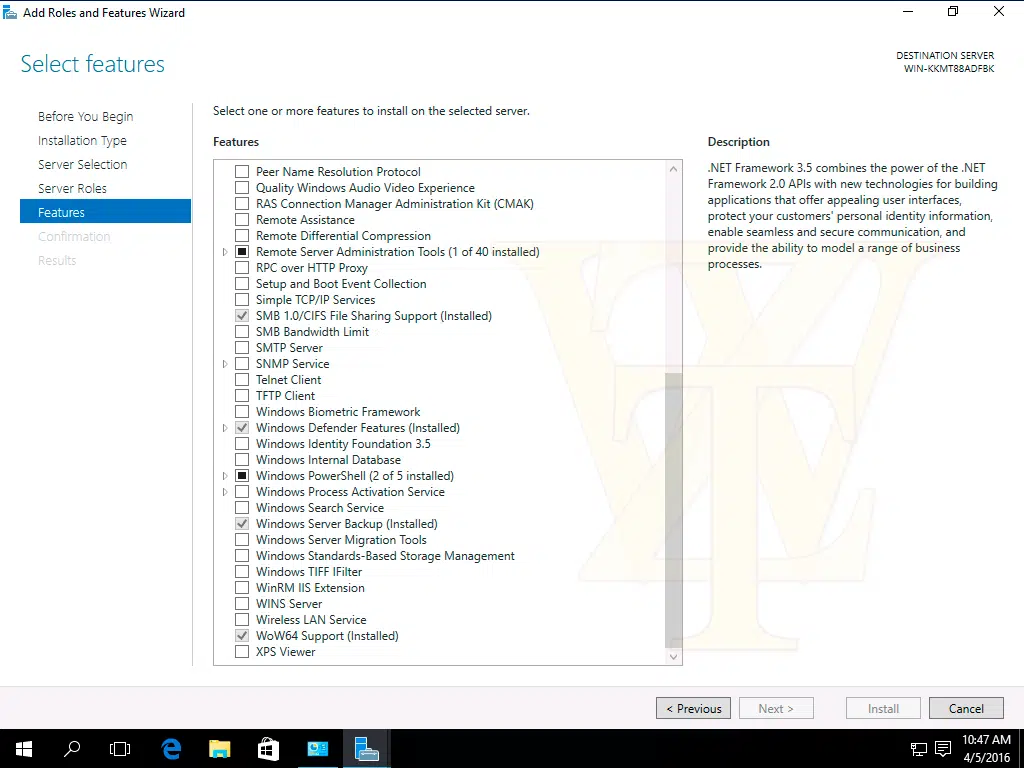 Add Roles and Features Wizard
Select features
DESTINATION SERVER
WIN-KKMT88ADFBK
Before You Begin
Installation Type
Server Selection
Server Roles
Features
Confirmation
Results
Select one or more features to install on the selected server.
Features
Peer Name Resolution Protocol
Quality Windows Audio Video Experience
RAS Connection Manager Administration Kit (CMAK)
Remote Assistance
Remote Differential Compression
Remote Server Administration Tools (1 of 40 installed)
RPC over HTTP Proxy
Setup and Boot Event Collection
Simple TCP/IP Services
SMB 1.0/CIFS File Sharing Support (Installed)
SMB Bandwidth Limit
SMTP Server
SNMP Service
Telnet Client
TFTP Client
Windows Biometric Framework
Windows Defender Features (Installed)
Windows Identity Foundation 3.5
Windows Internal Database
Windows PowerShell (2 of 5 installed)
Windows Process Activation Service
Windows Search Service
Windows Server Backup (Installed)
Windows Server Migration Tools
Windows Standards-Based Storage Management
Windows TIFF IFilter
WinRM IIS Extension
WINS Server
Wireless LAN Service
WoW64 Support (Installed)
XPS Viewer
Description
.NET Framework 3.5 combines the power of the .NET
Framework 2.0 APIs with new technologies for building
applications that offer appealing user interfaces,
protect your customers' personal identity information,
enable seamless and secure communication, and
provide the ability to model a range of business
processes.
< Previous
Next >
Install
Cancel
10:47 AM
4/5/2016